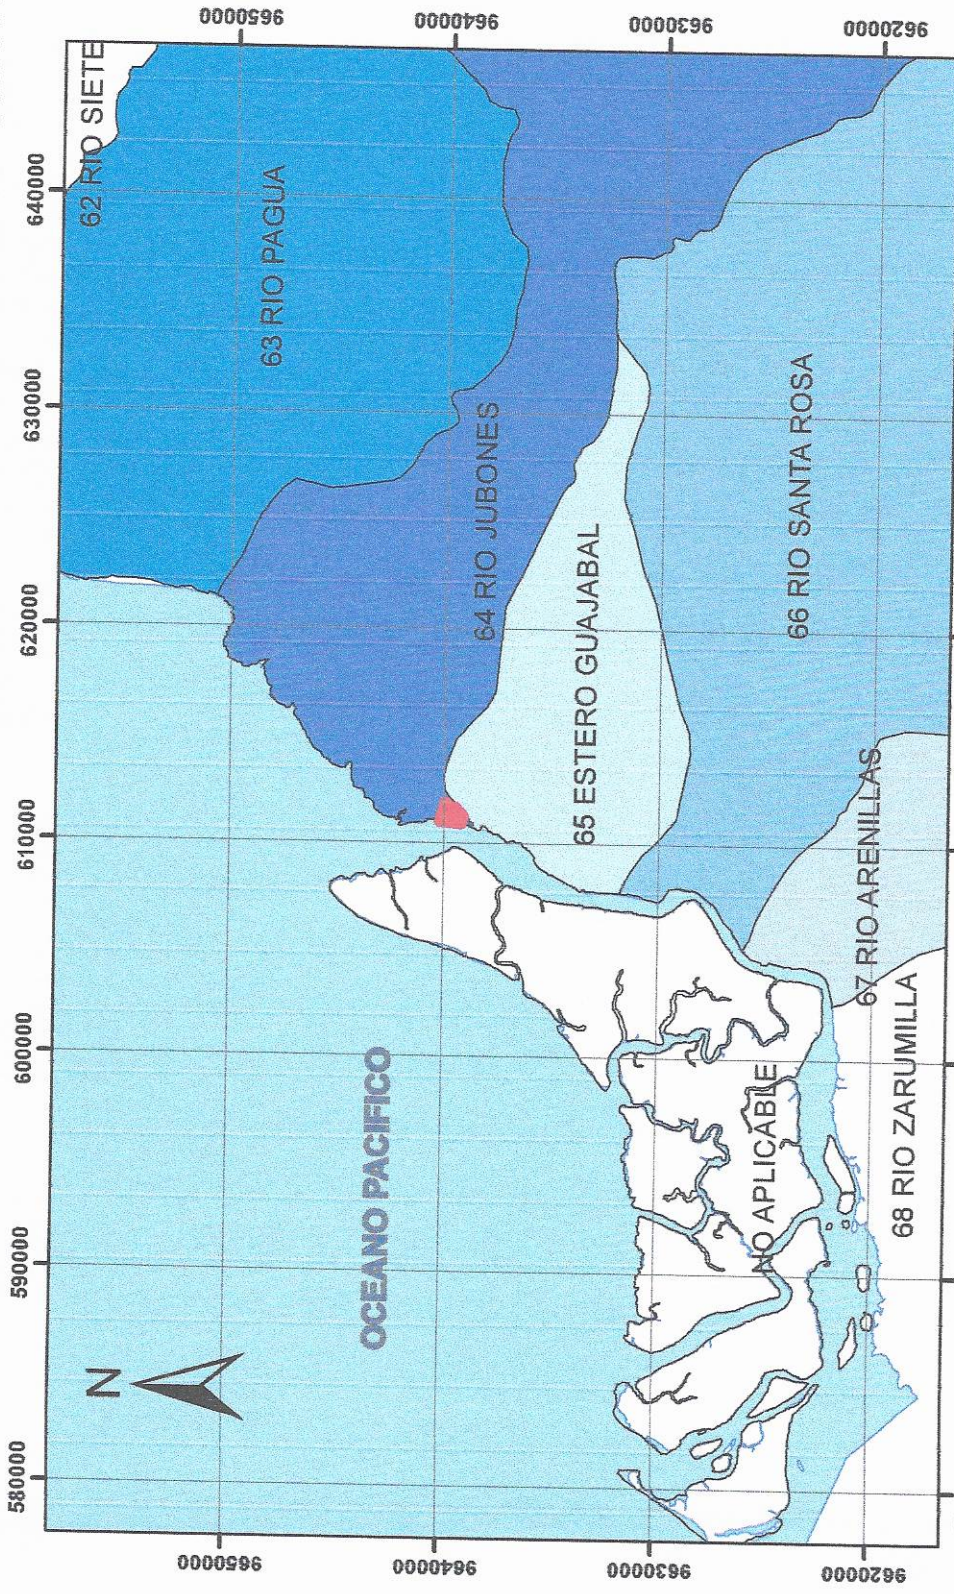 580000
590000
600000
610000
620000
630000
640000
N
62 RIO SIETE
9650000
9650000
63 RIO PAGUA
OCEANO PACIFICO
9640000
9640000
64 RIO JUBONES
65 ESTERO GUAJABAL
9630000
9630000
NO APLICABLE
66 RIO SANTA ROSA
9620000
9620000
67 RIO ARENILLAS
68 RIO ZARUMILLA